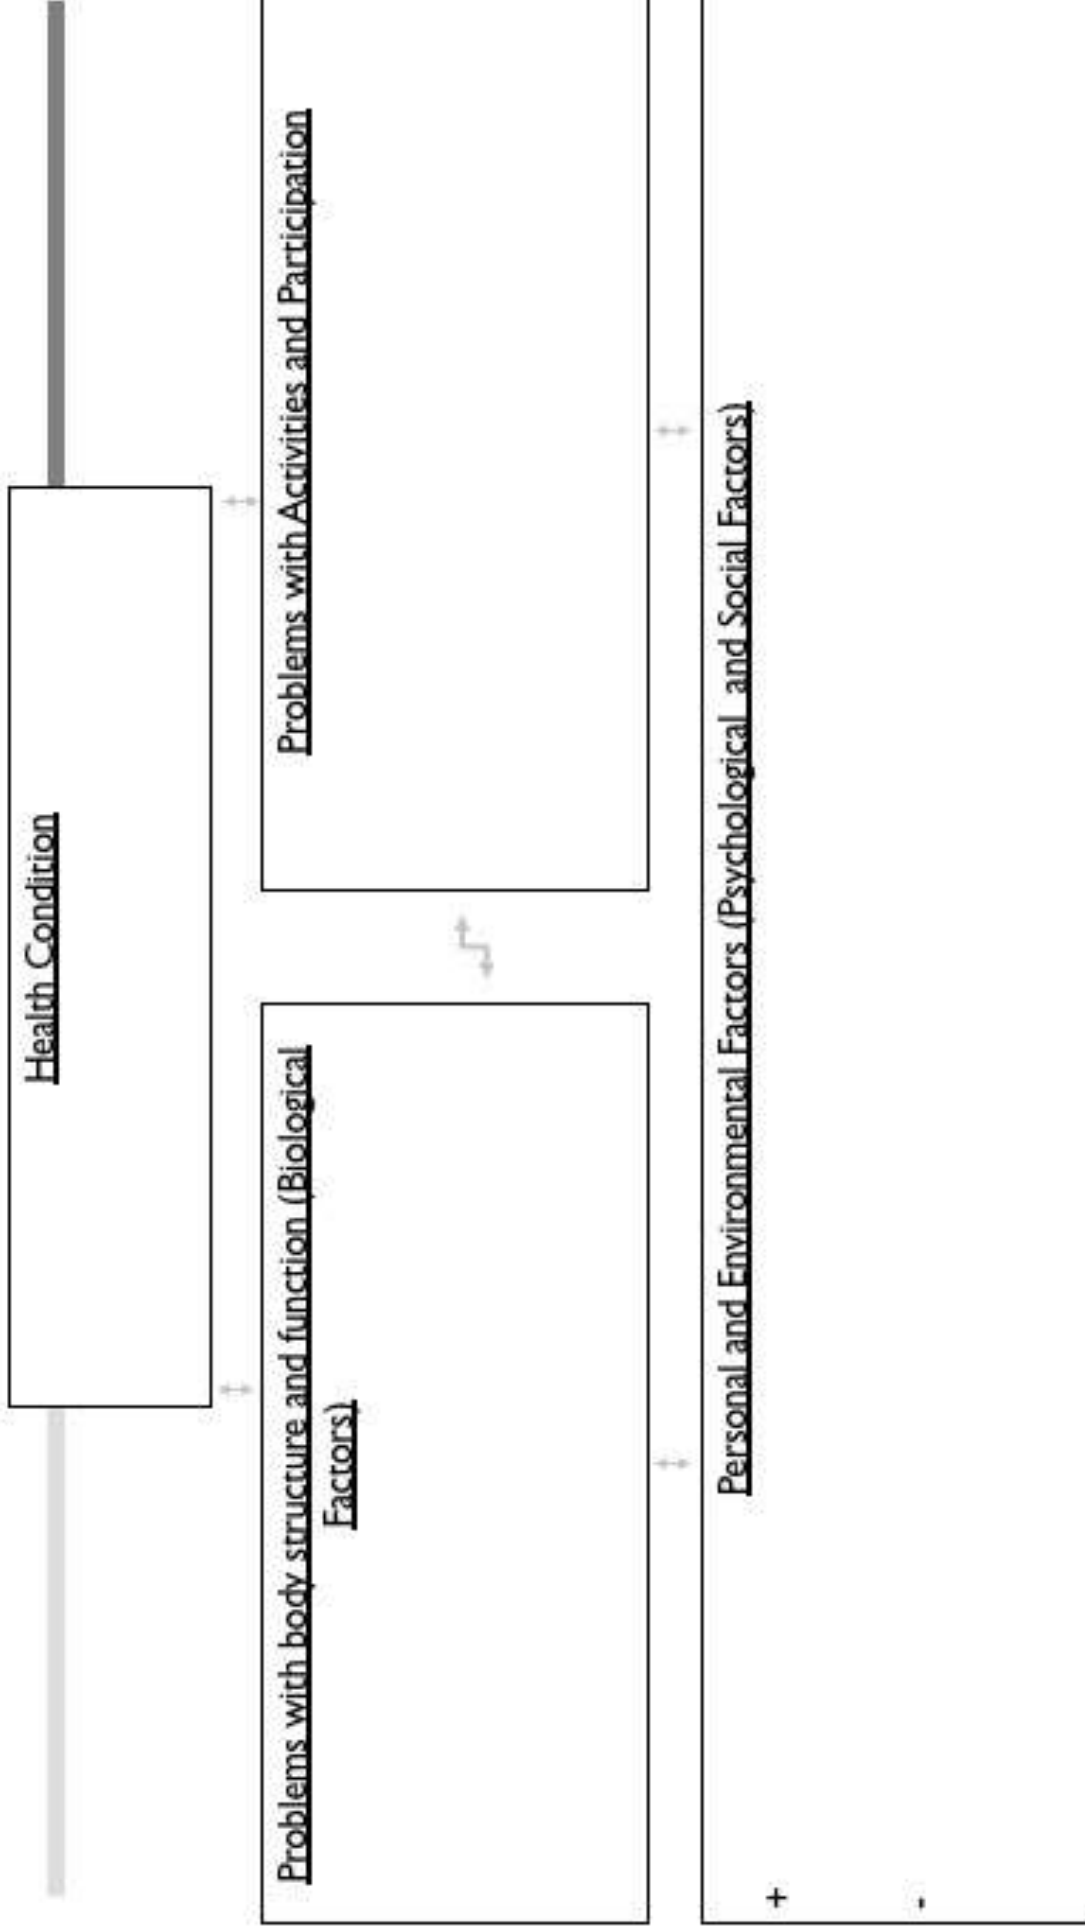 Health Condition
Problems with body structure and function (Biological
Factors)
Problems with Activities and Participation
Personal and Environmental Factors (Psychological  and Social Factors)
+
-